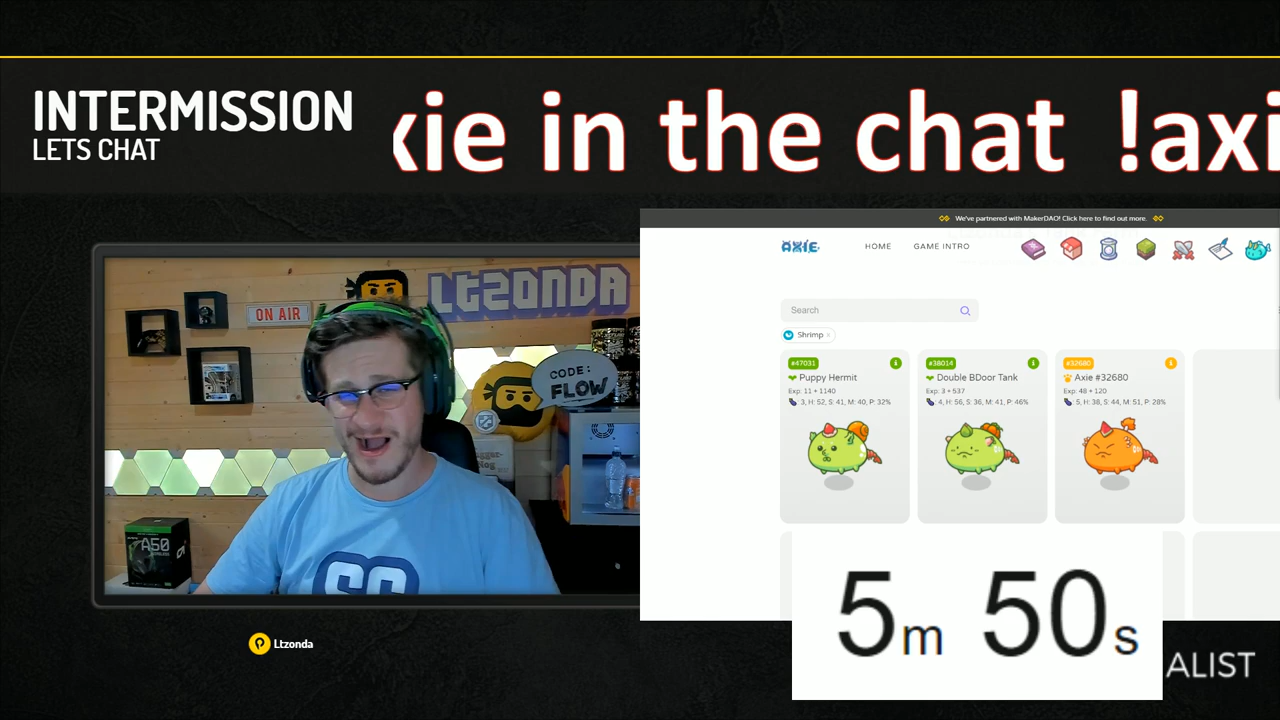 INTERMISSION
LETS CHAT
xie in the chat !axi
We've partnered with MakerDAO! Click here to find out more.
AXIE
HOME
GAME INTRO
Search
Shrimp ×
#47031
Puppy Hermit
Exp: 11 + 1140
3, H: 52, S: 41, M: 40, P: 32%
#38014
Double BDoor Tank
Exp: 3 + 537
4, H: 56, S: 36, M: 41, P: 46%
#32680
Axie #32680
Exp: 48 + 120
5, H: 38, S: 44, M: 51, P: 28%
ON AIR
LTZONDA
CODE:
FLOW
A50
SG
Ltzonda
5m 50s
ALIST